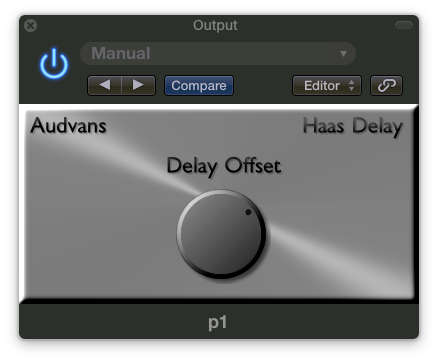 Output
Manual
Compare
Editor
Audvans
Haas Delay
Delay Offset
p1